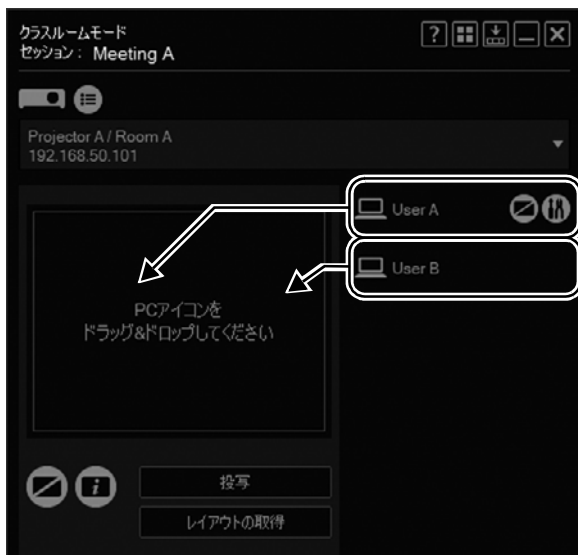 クラスルームモード
セッション： Meeting A
Projector A / Room A
192.168.50.101
User A
User B
PCアイコンを
ドラッグ&ドロップしてください
投写
レイアウトの取得